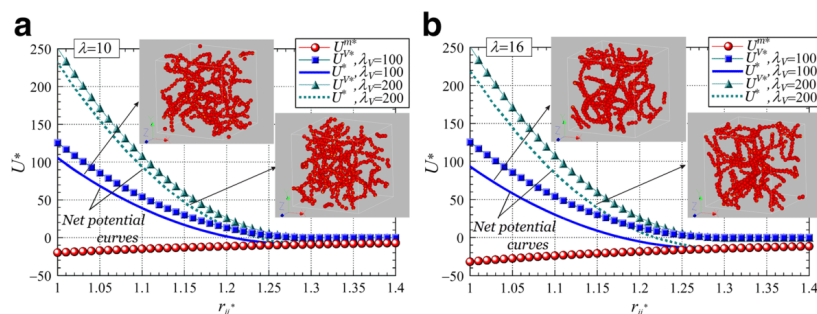 a
λ=10
U^m*
U^V*, λ_V=100
U* , λ_V=100
U^V*, λ_V=200
U* , λ_V=200
250
200
150
100
50
0
−50
U*
Net potential
curves
1
1.05
1.1
1.15
1.2
1.25
1.3
1.35
1.4
r_ij*
b
λ=16
U^m*
U^V*, λ_V=100
U* , λ_V=100
U^V*, λ_V=200
U* , λ_V=200
250
200
150
100
50
0
−50
U*
Net potential
curves
1
1.05
1.1
1.15
1.2
1.25
1.3
1.35
1.4
r_ij*